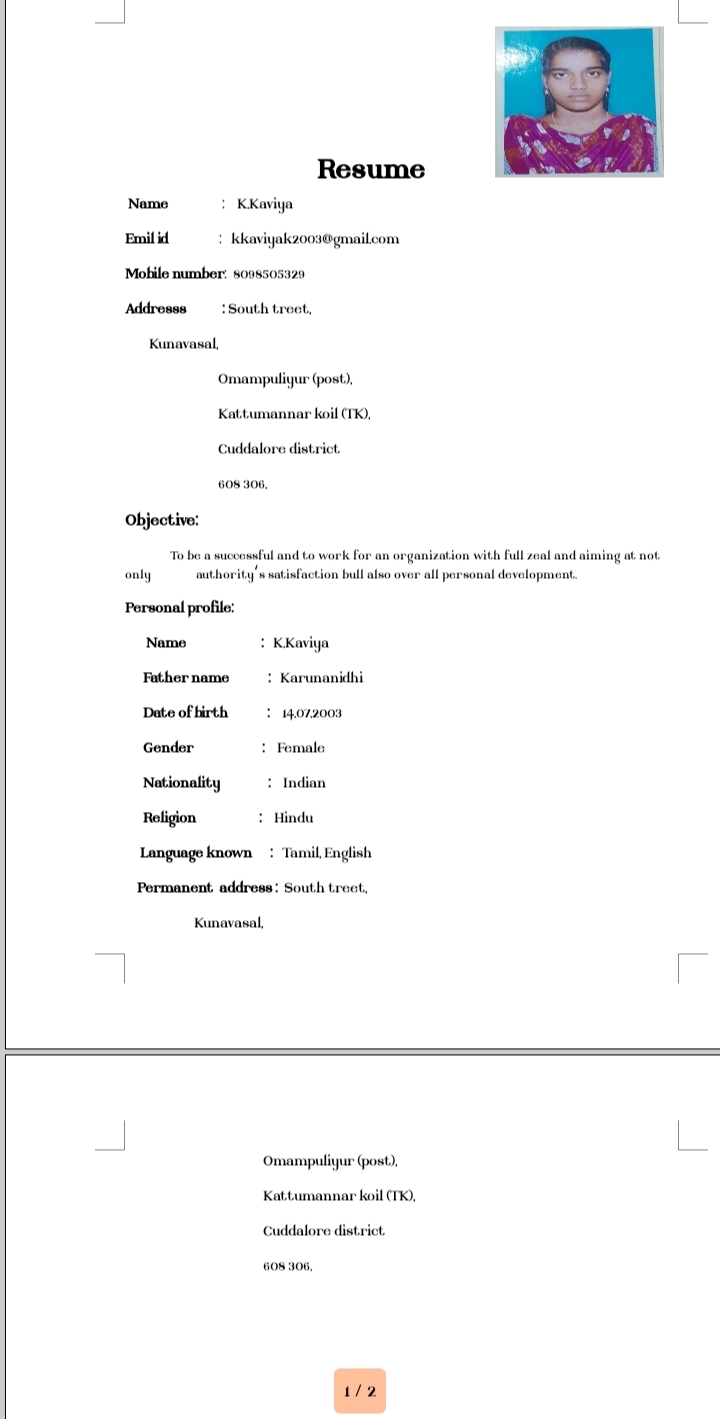 Resume
Name : K.Kaviya
Emil id : kkaviyak2003@gmail.com
Mobile number: 8098505329
Addresss : South treet,
Kunavasal,
Omampuliyur (post),
Kattumannar koil (TK),
Cuddalore district
608 306,
Objective:
To be a successful and to work for an organization with full zeal and aiming at not
only authority's satisfaction bull also over all personal development.
Personal profile:
Name : K.Kaviya
Father name : Karunanidhi
Date of birth : 14.07.2003
Gender : Female
Nationality : Indian
Religion : Hindu
Language known : Tamil, English
Permanent address: South treet,
Kunavasal,
Omampuliyur (post),
Kattumannar koil (TK),
Cuddalore district
608 306,
1 / 2